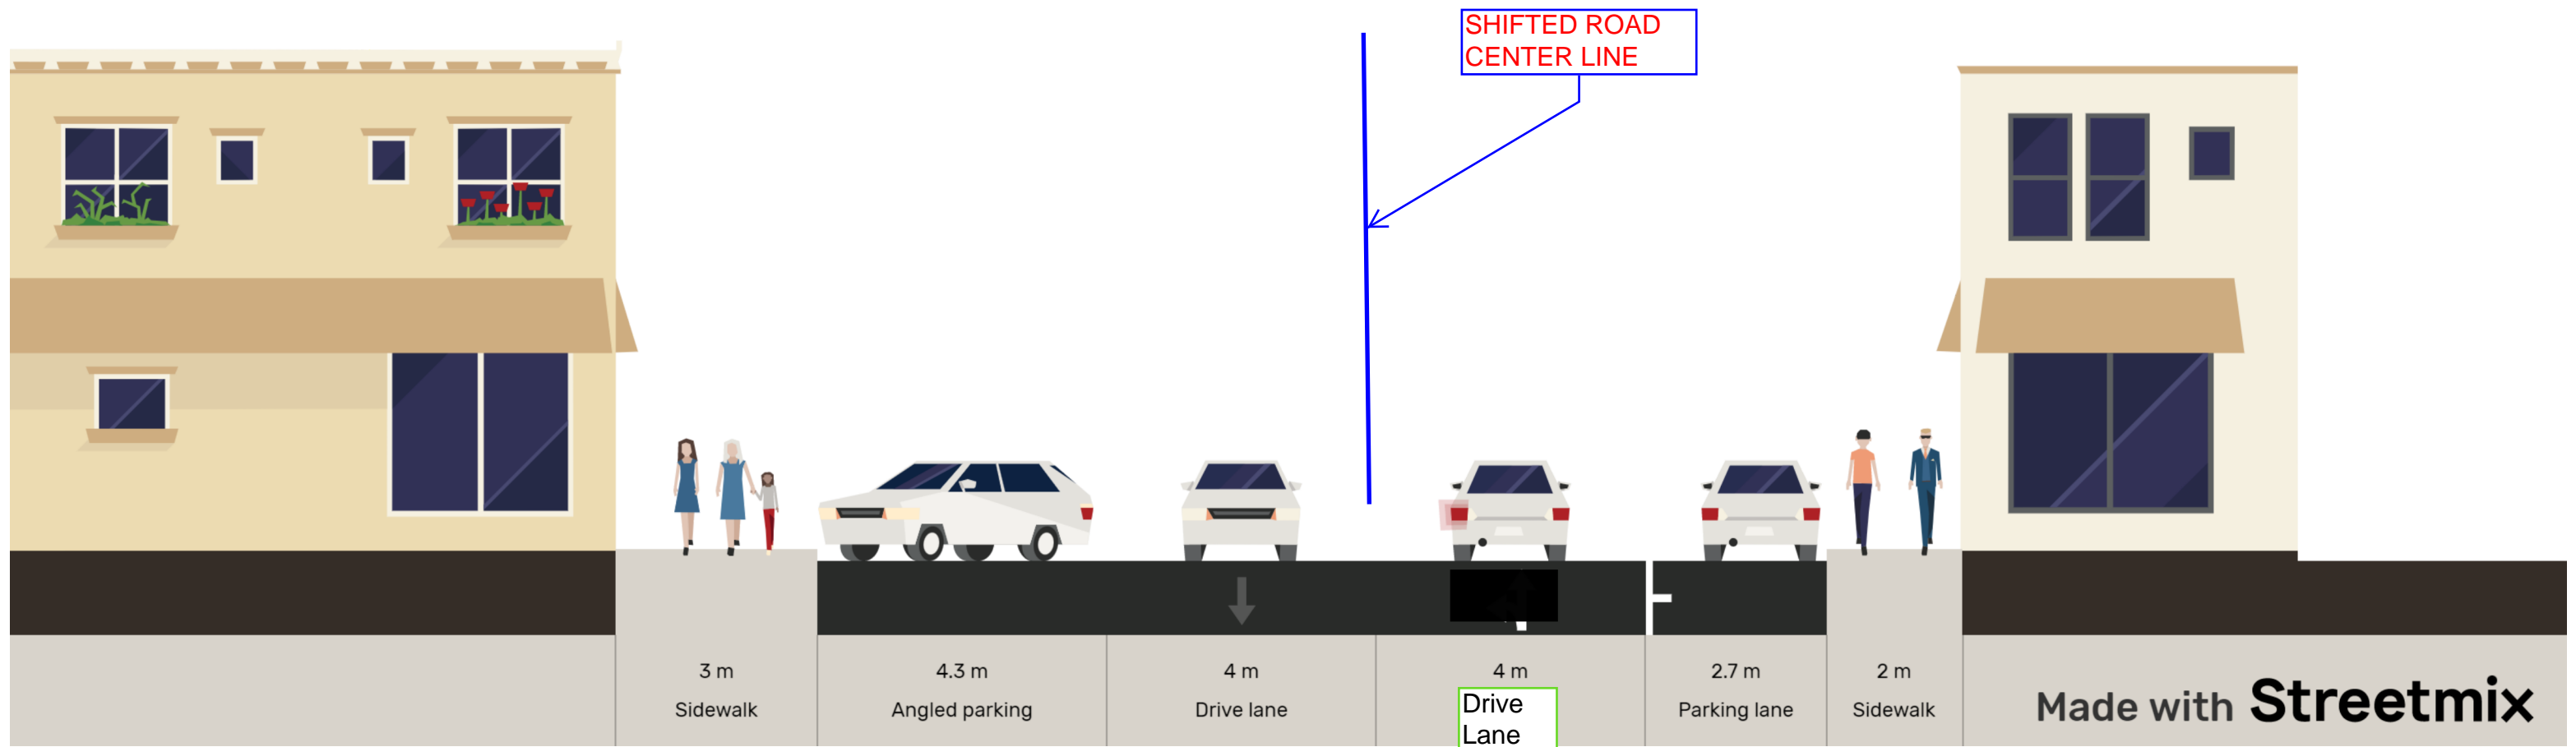 SHIFTED ROAD
CENTER LINE
3 m
Sidewalk
4.3 m
Angled parking
4 m
Drive lane
4 m
Drive
Lane
2.7 m
Parking lane
2 m
Sidewalk
Made with Streetmix